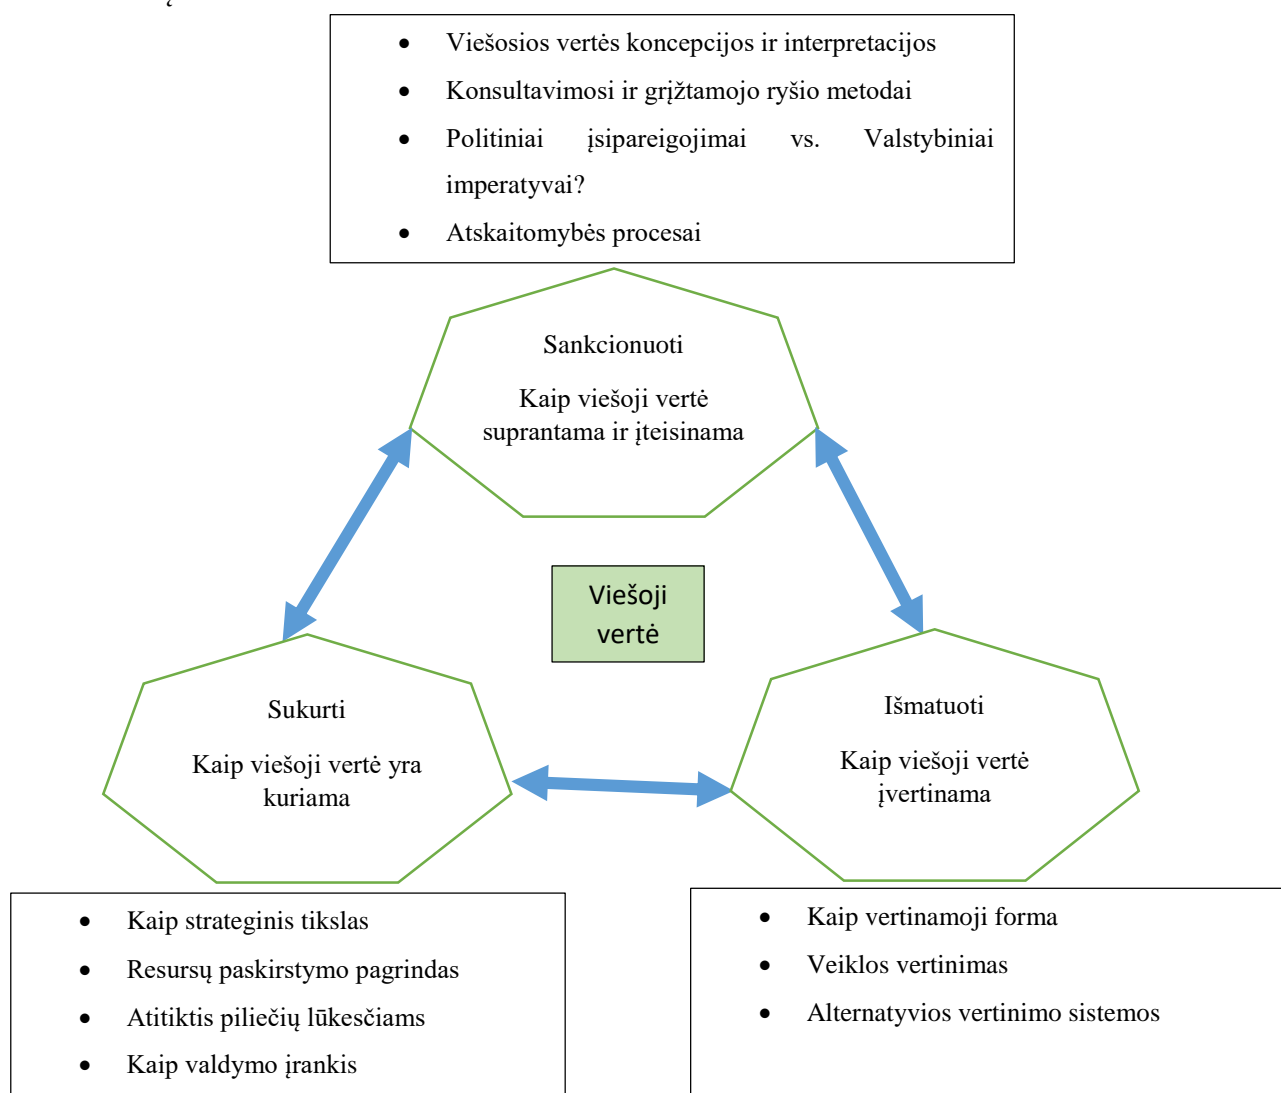 • Viešosios vertės koncepcijos ir interpretacijos
• Konsultavimosi ir grįžtamojo ryšio metodai
• Politiniai įsipareigojimai vs. Valstybiniai
imperatyvai?
• Atskaitomybės procesai
Sankcionuoti
Kaip viešoji vertė
suprantama ir įteisinama
Viešoji
vertė
Sukurti
Kaip viešoji vertė yra
kuriama
Išmatuoti
Kaip viešoji vertė
įvertinama
• Kaip strateginis tikslas
• Resursų paskirstymo pagrindas
• Atitiktis piliečių lūkesčiams
• Kaip valdymo įrankis
• Kaip vertinamoji forma
• Veiklos vertinimas
• Alternatyvios vertinimo sistemos